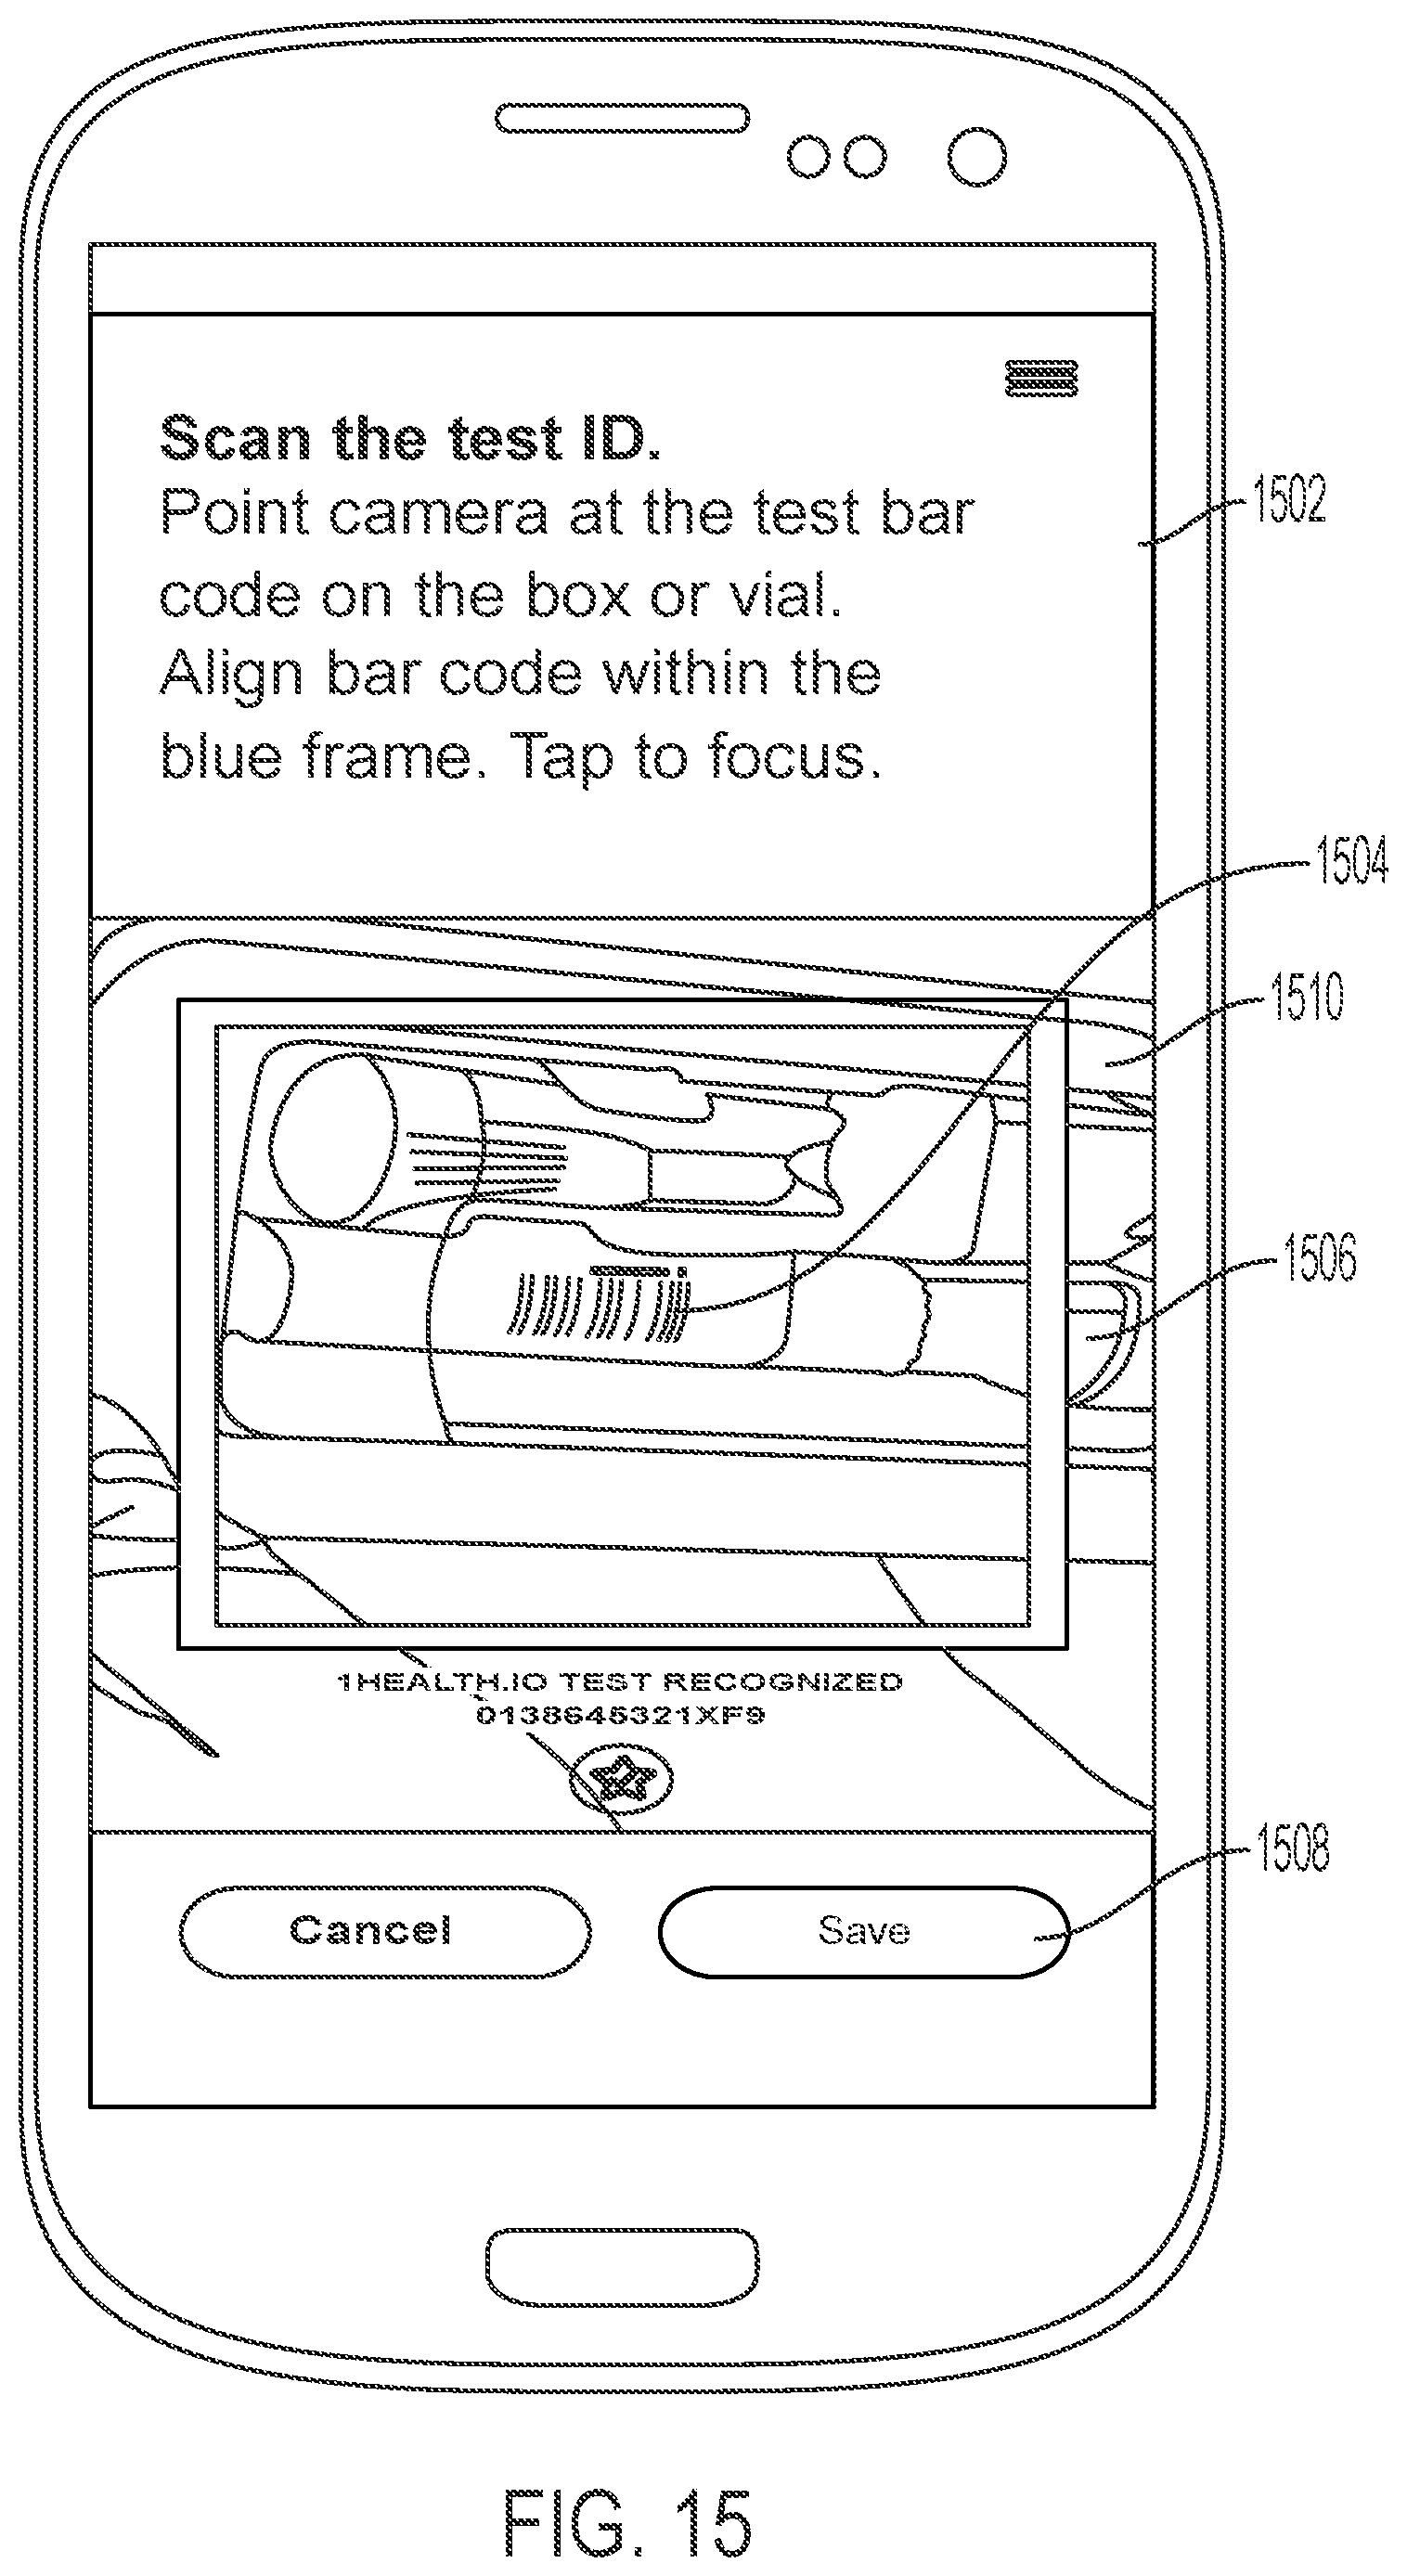 Scan the test ID.
Point camera at the test bar
code on the box or vial.
Align bar code within the
blue frame. Tap to focus.
1502
1504
1510
1506
1HEALTH.IO TEST RECOGNIZED
0138645321XF9
1508
Cancel
Save
FIG. 15